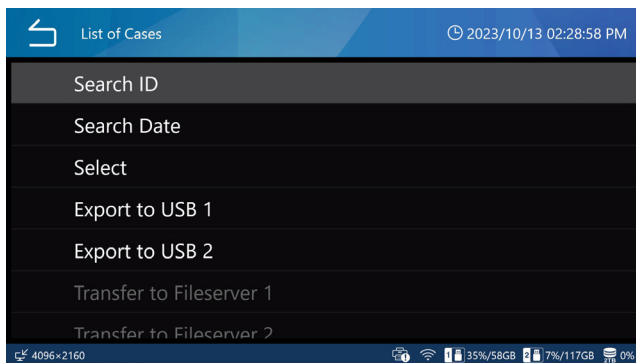 List of Cases
2023/10/13 02:28:58 PM
Search ID
Search Date
Select
Export to USB 1
Export to USB 2
Transfer to Fileserver 1
Transfer to Fileserver 2
4096×2160 1 35%/58GB 2 7%/117GB 2TB 0%